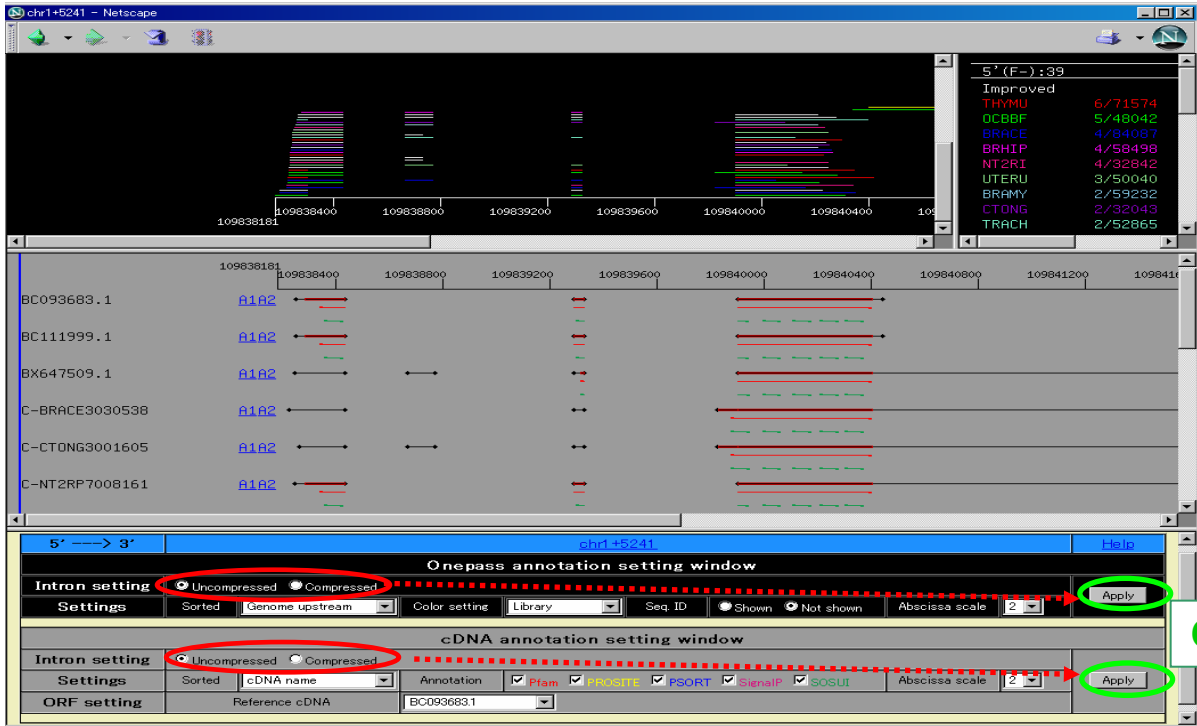 chr1+5241 - Netscape
5'(F-):39
Improved
THYMU 6/71574
OCBBF 5/48042
BRACE 4/84087
BRHIP 4/58498
NT2RI 4/32842
UTERU 3/50040
BRAMY 2/59232
CTONG 2/32043
TRACH 2/52865
109838181 109838400 109838800 109839200 109839600 109840000 109840400 109
109838181 109838400 109838800 109839200 109839600 109840000 109840400 109840800 109841200 1098416
BC093683.1 A1A2
BC111999.1 A1A2
BX647509.1 A1A2
C-BRACE3030538 A1A2
C-CTONG3001605 A1A2
C-NT2RP7008161 A1A2
5' ---> 3' chr1+5241 Help
Onepass annotation setting window
Intron setting Uncompressed Compressed
Settings Sorted Genome upstream Color setting Library Seq. ID Shown Not shown Abscissa scale 2 Apply
cDNA annotation setting window
Intron setting Uncompressed Compressed
Settings Sorted cDNA name Annotation Pfam PROSITE PSORT SignalP SOSUI Abscissa scale 2 Apply
ORF setting Reference cDNA BC093683.1